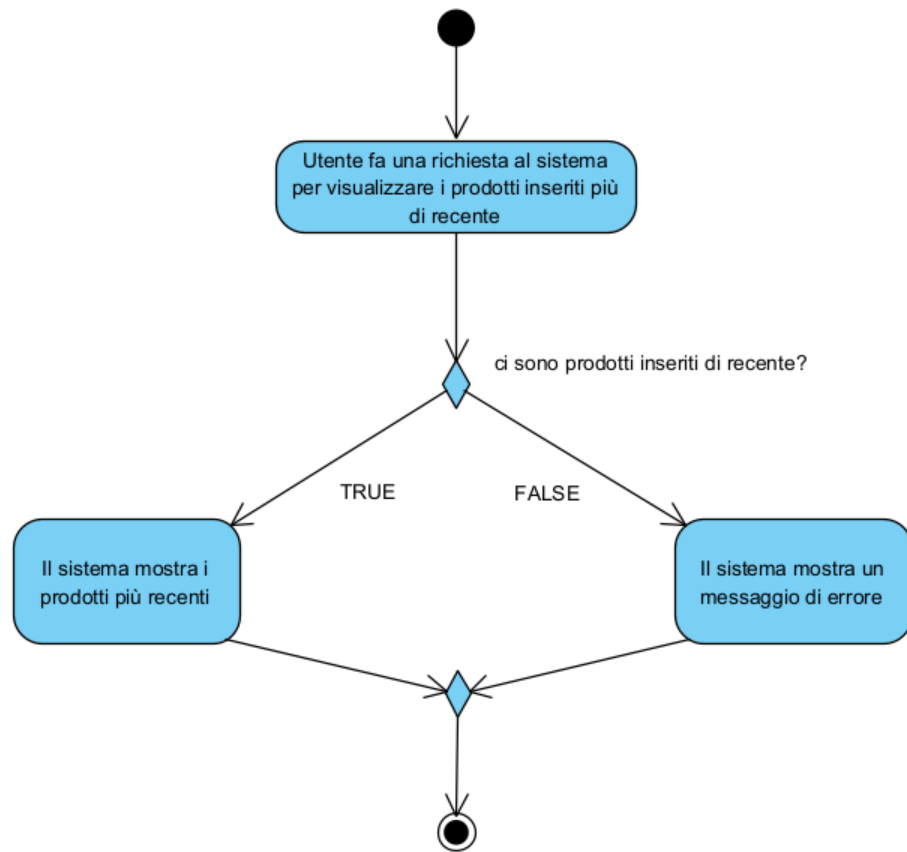 Utente fa una richiesta al sistema
per visualizzare i prodotti inseriti più
di recente
ci sono prodotti inseriti di recente?
TRUE
FALSE
Il sistema mostra i
prodotti più recenti
Il sistema mostra un
messaggio di errore